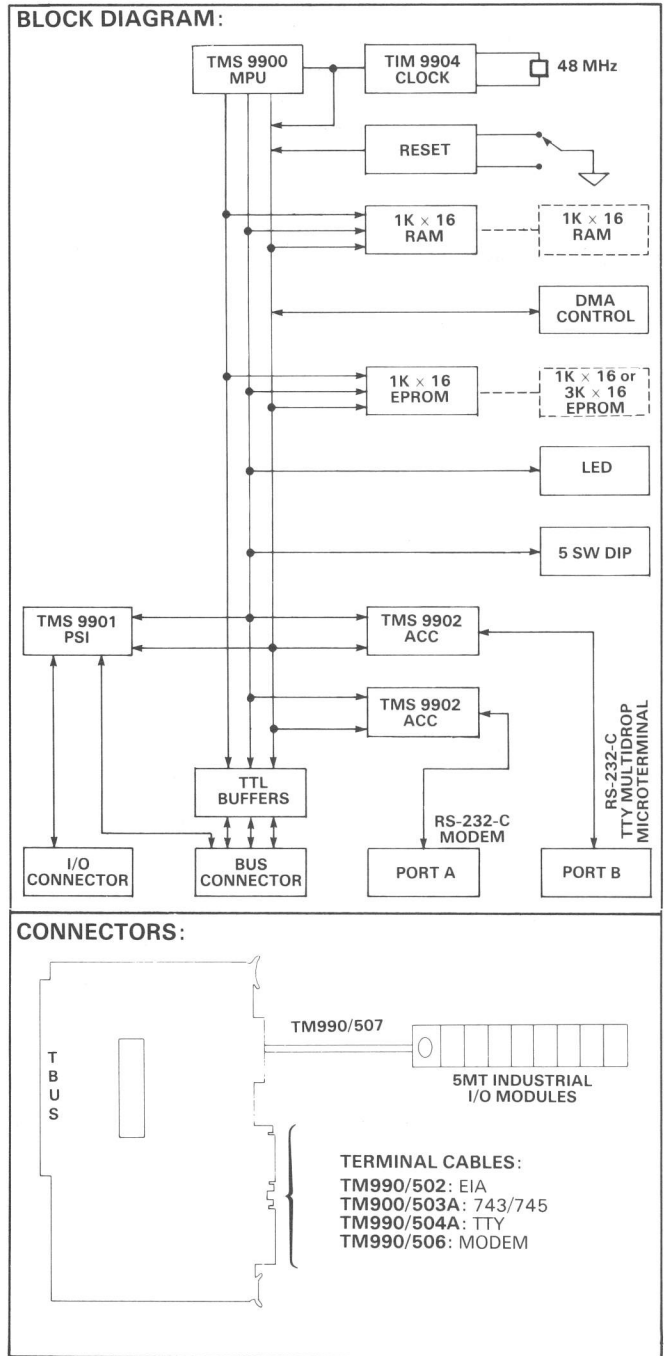 BLOCK DIAGRAM:
TMS 9900
MPU
TIM 9904
CLOCK
48 MHz
RESET
1K × 16
RAM
1K × 16
RAM
DMA
CONTROL
1K × 16
EPROM
1K × 16 or
3K × 16
EPROM
LED
5 SW DIP
TMS 9901
PSI
TMS 9902
ACC
TMS 9902
ACC
TTL
BUFFERS
RS-232-C
MODEM
RS-232-C
TTY MULTIDROP
MICROTERMINAL
I/O
CONNECTOR
BUS
CONNECTOR
PORT A
PORT B
CONNECTORS:
T
B
U
S
TM990/507
5MT INDUSTRIAL
I/O MODULES
TERMINAL CABLES:
TM990/502: EIA
TM900/503A: 743/745
TM990/504A: TTY
TM990/506: MODEM